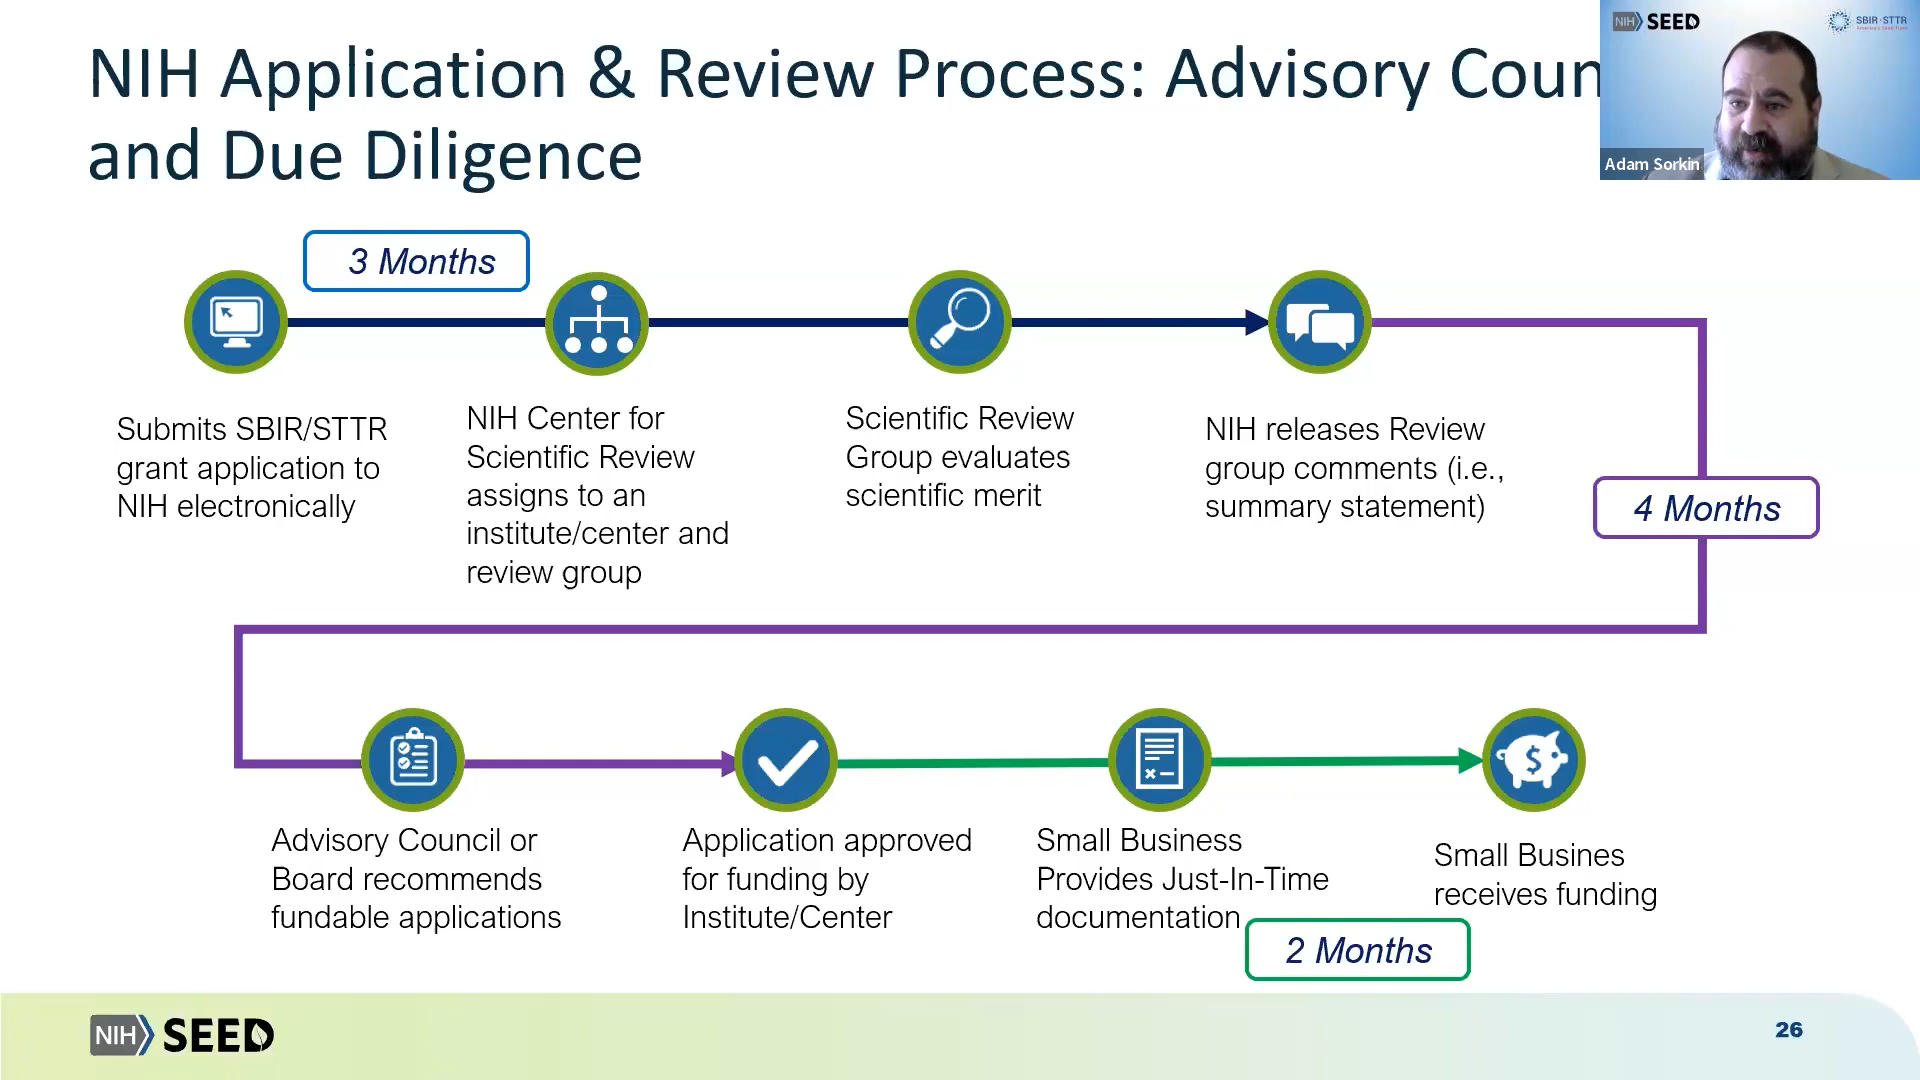 NIH Application & Review Process: Advisory Coun
and Due Diligence
NIH SEED
SBIR·STTR
America's Seed Fund
Adam Sorkin
3 Months
Submits SBIR/STTR
grant application to
NIH electronically
NIH Center for
Scientific Review
assigns to an
institute/center and
review group
Scientific Review
Group evaluates
scientific merit
NIH releases Review
group comments (i.e.,
summary statement)
4 Months
Advisory Council or
Board recommends
fundable applications
Application approved
for funding by
Institute/Center
Small Business
Provides Just-In-Time
documentation
Small Busines
receives funding
2 Months
NIH SEED
26